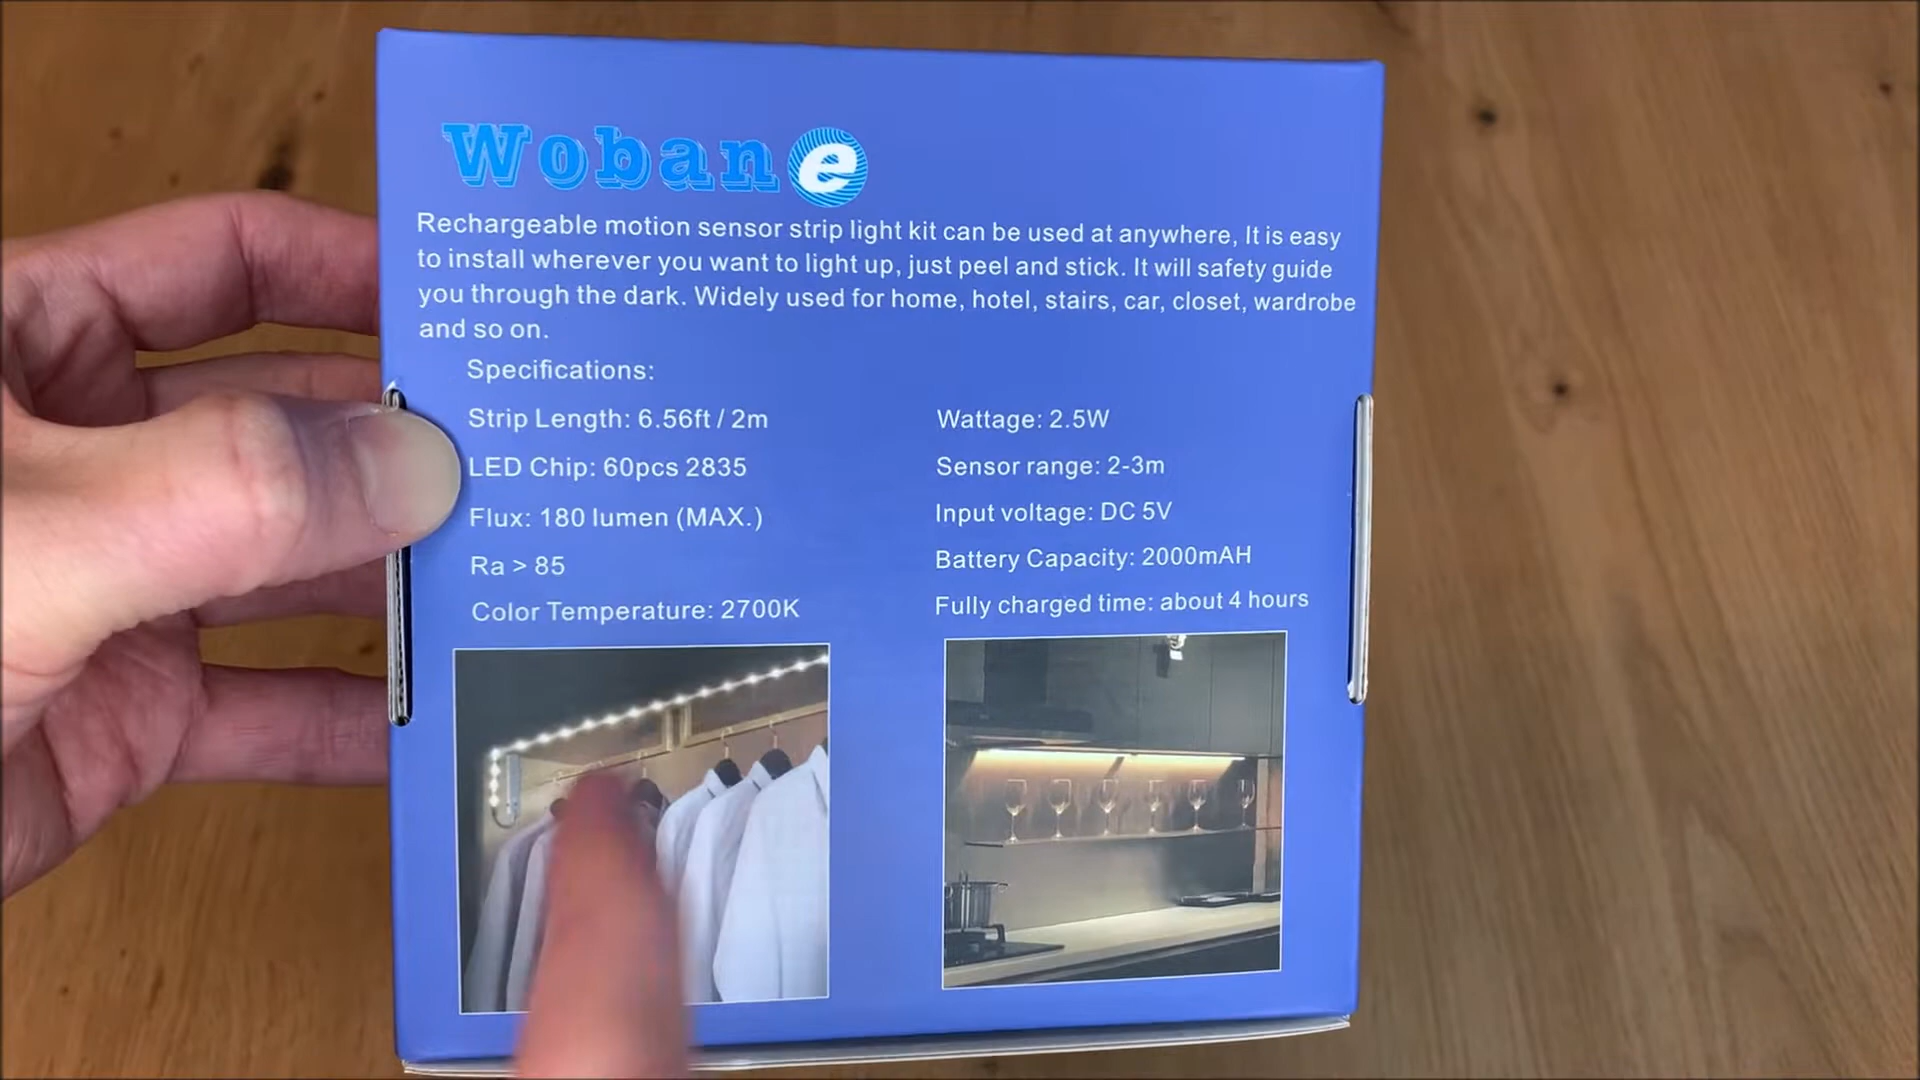 Wobane
Rechargeable motion sensor strip light kit can be used at anywhere, It is easy
to install wherever you want to light up, just peel and stick. It will safety guide
you through the dark. Widely used for home, hotel, stairs, car, closet, wardrobe
and so on.
Specifications:
Strip Length: 6.56ft / 2m
LED Chip: 60pcs 2835
Flux: 180 lumen (MAX.)
Ra > 85
Color Temperature: 2700K
Wattage: 2.5W
Sensor range: 2-3m
Input voltage: DC 5V
Battery Capacity: 2000mAH
Fully charged time: about 4 hours